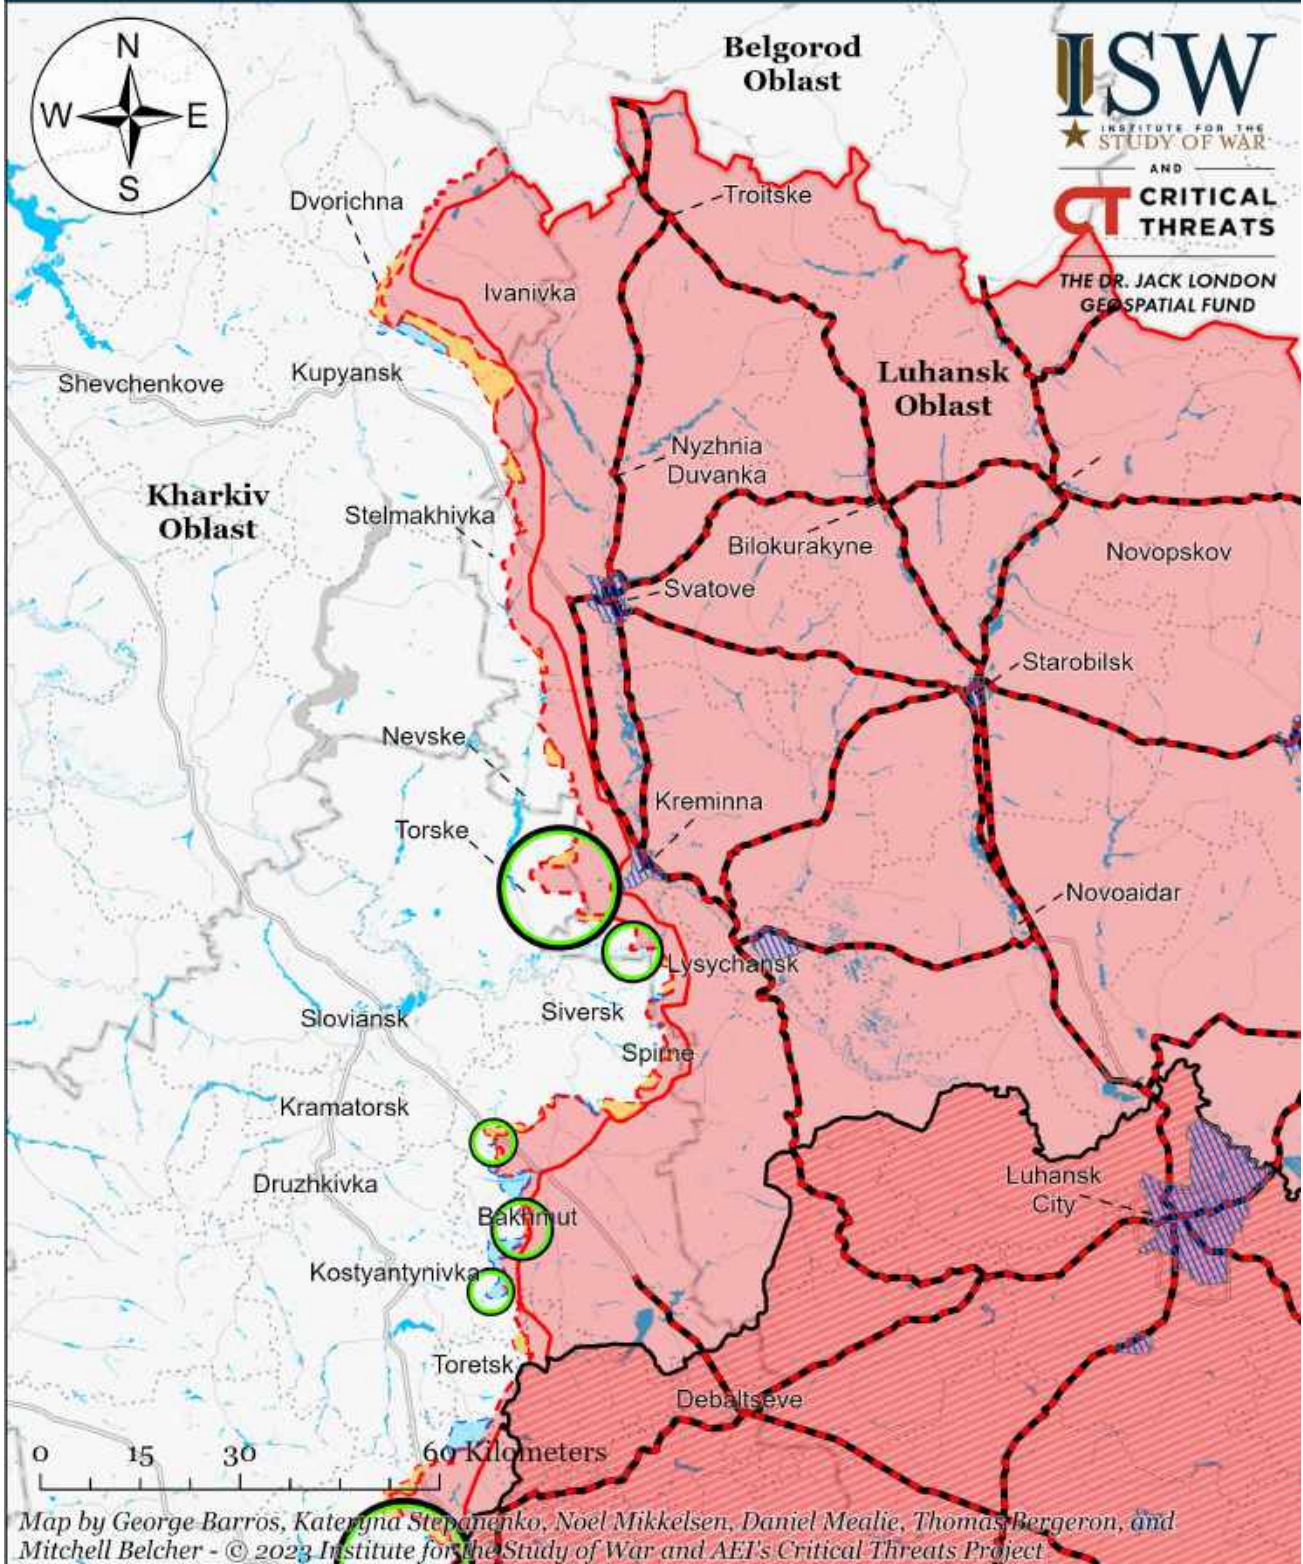 N
W
E
S
Belgorod
Oblast
ISW
INSTITUTE FOR THE
STUDY OF WAR
AND
CT CRITICAL
THREATS
THE DR. JACK LONDON
GEOSPATIAL FUND
Dvorichna
Troitske
Ivanivka
Shevchenkove
Kupyansk
Luhansk
Oblast
Nyzhnia
Duvanka
Kharkiv
Oblast
Stelmakhivka
Bilokurakyne
Novopskov
Svatove
Starobilsk
Nevske
Kreminna
Torske
Novoaidar
Lysychansk
Siversk
Sloviansk
Spirne
Kramatorsk
Druzhkivka
Luhansk
City
Bakhmut
Kostyantynivka
Toretsk
Debaltseve
0 15 30 60 Kilometers
Map by George Barros, Kateryna Stepanenko, Noel Mikkelsen, Daniel Mealie, Thomas Bergeron, and
Mitchell Belcher - © 2023 Institute for the Study of War and AEI's Critical Threats Project